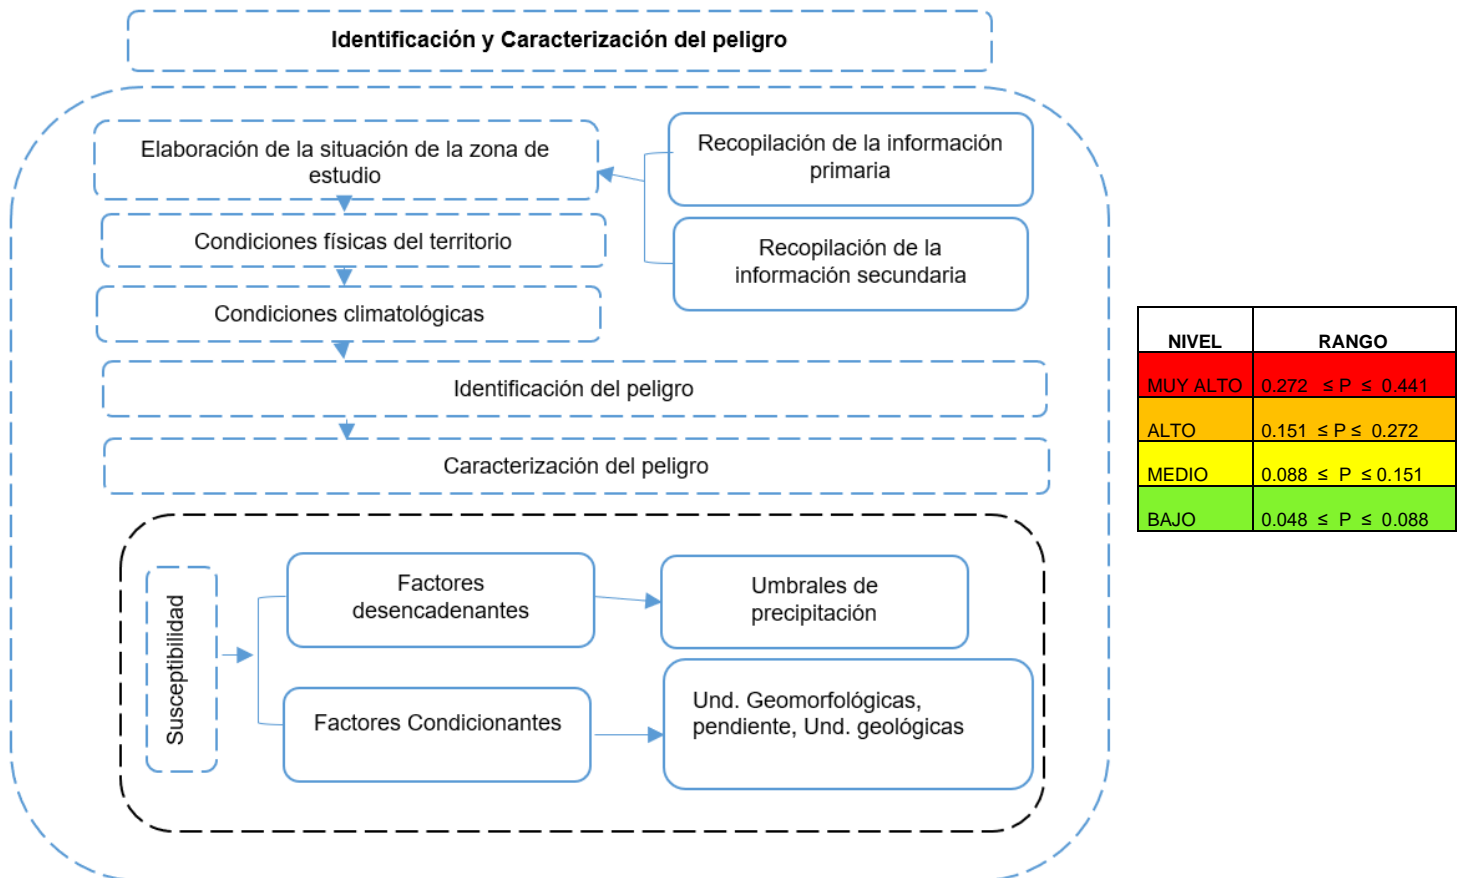 Identificación y Caracterización del peligro
Elaboración de la situación de la zona de
estudio
Recopilación de la información
primaria
Condiciones físicas del territorio
Recopilación de la
información secundaria
Condiciones climatológicas
Identificación del peligro
Caracterización del peligro
Susceptibilidad
Factores
desencadenantes
Umbrales de
precipitación
Factores Condicionantes
Und. Geomorfológicas,
pendiente, Und. geológicas
NIVEL RANGO
MUY ALTO 0.272 ≤ P ≤ 0.441
ALTO 0.151 ≤ P ≤ 0.272
MEDIO 0.088 ≤ P ≤ 0.151
BAJO 0.048 ≤ P ≤ 0.088